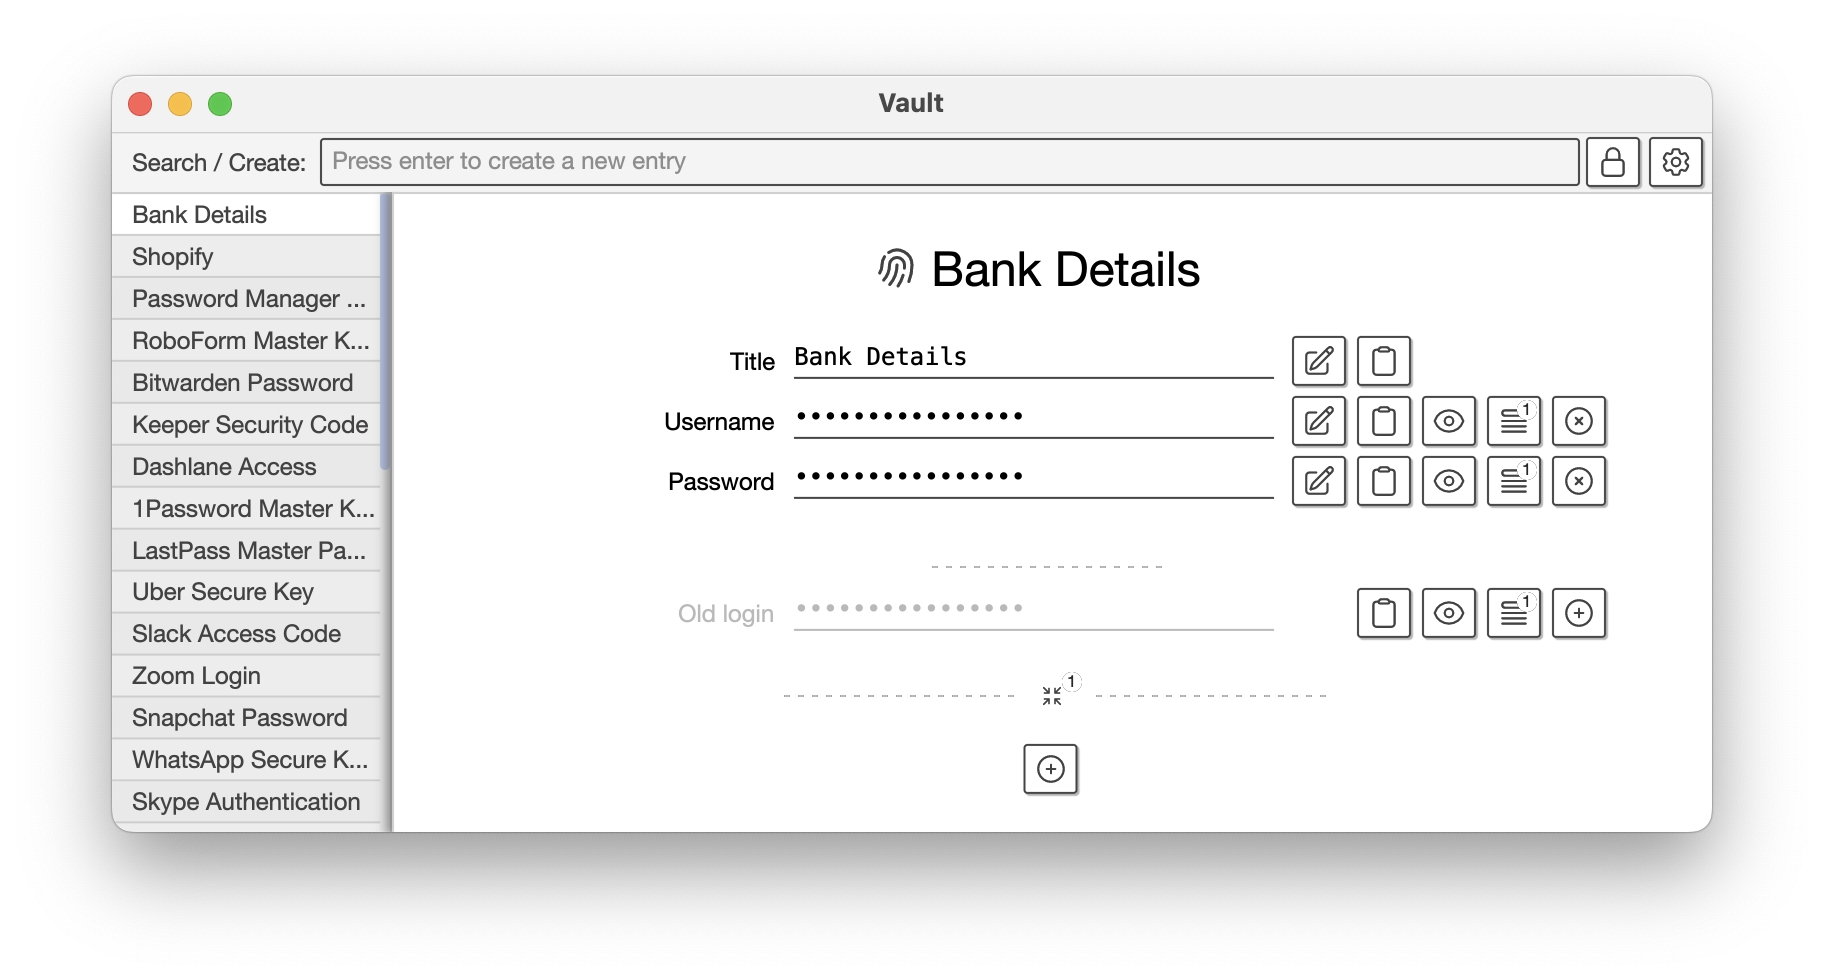 Vault
Search / Create:
Press enter to create a new entry
Bank Details
Shopify
Password Manager ...
RoboForm Master K...
Bitwarden Password
Keeper Security Code
Dashlane Access
1Password Master K...
LastPass Master Pa...
Uber Secure Key
Slack Access Code
Zoom Login
Snapchat Password
WhatsApp Secure K...
Skype Authentication
Bank Details
Title
Bank Details
Username
••••••••••••••••
1
Password
••••••••••••••••
1
Old login
••••••••••••••••
1
1